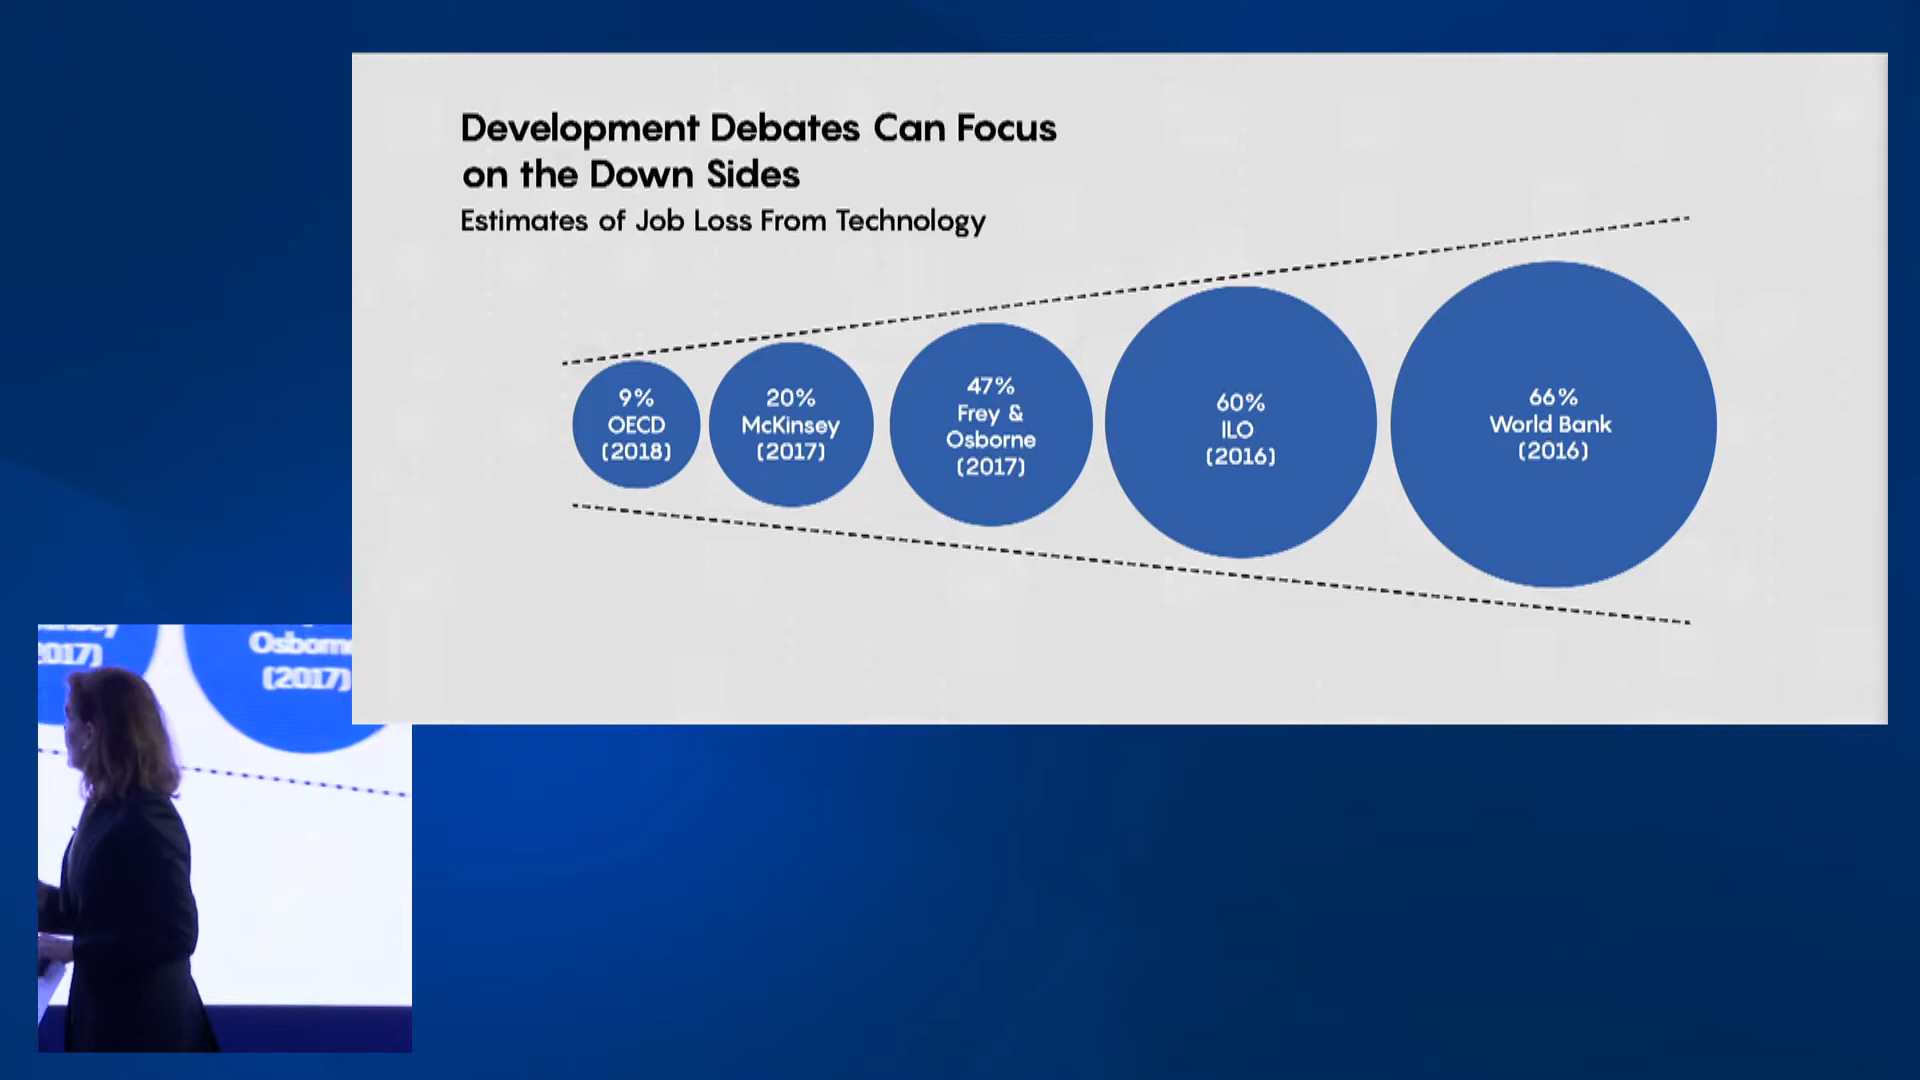 Development Debates Can Focus
on the Down Sides
Estimates of Job Loss From Technology
9%
OECD
(2018)
20%
McKinsey
(2017)
47%
Frey &
Osborne
(2017)
60%
ILO
(2016)
66%
World Bank
(2016)
2017)
Osborne
(2017)